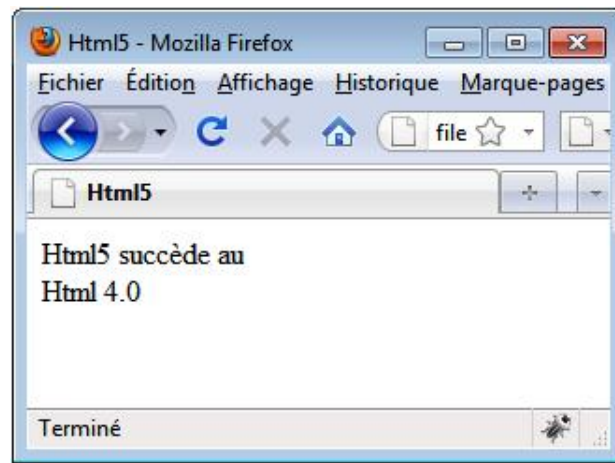 Html5 - Mozilla Firefox
Fichier Édition Affichage Historique Marque-pages
file
Html5
Html5 succède au
Html 4.0
Terminé